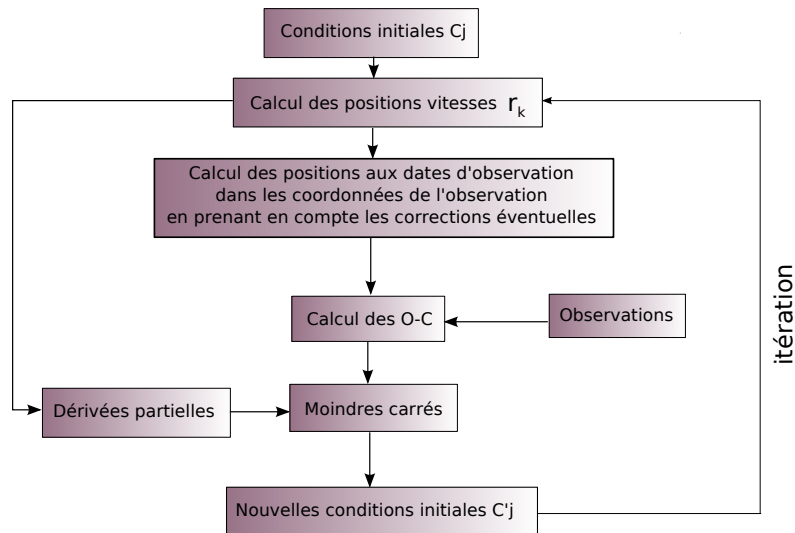 Conditions initiales Cj
Calcul des positions vitesses rk
Calcul des positions aux dates d'observation
dans les coordonnées de l'observation
en prenant en compte les corrections éventuelles
Calcul des O-C
Observations
itération
Dérivées partielles
Moindres carrés
Nouvelles conditions initiales C'j